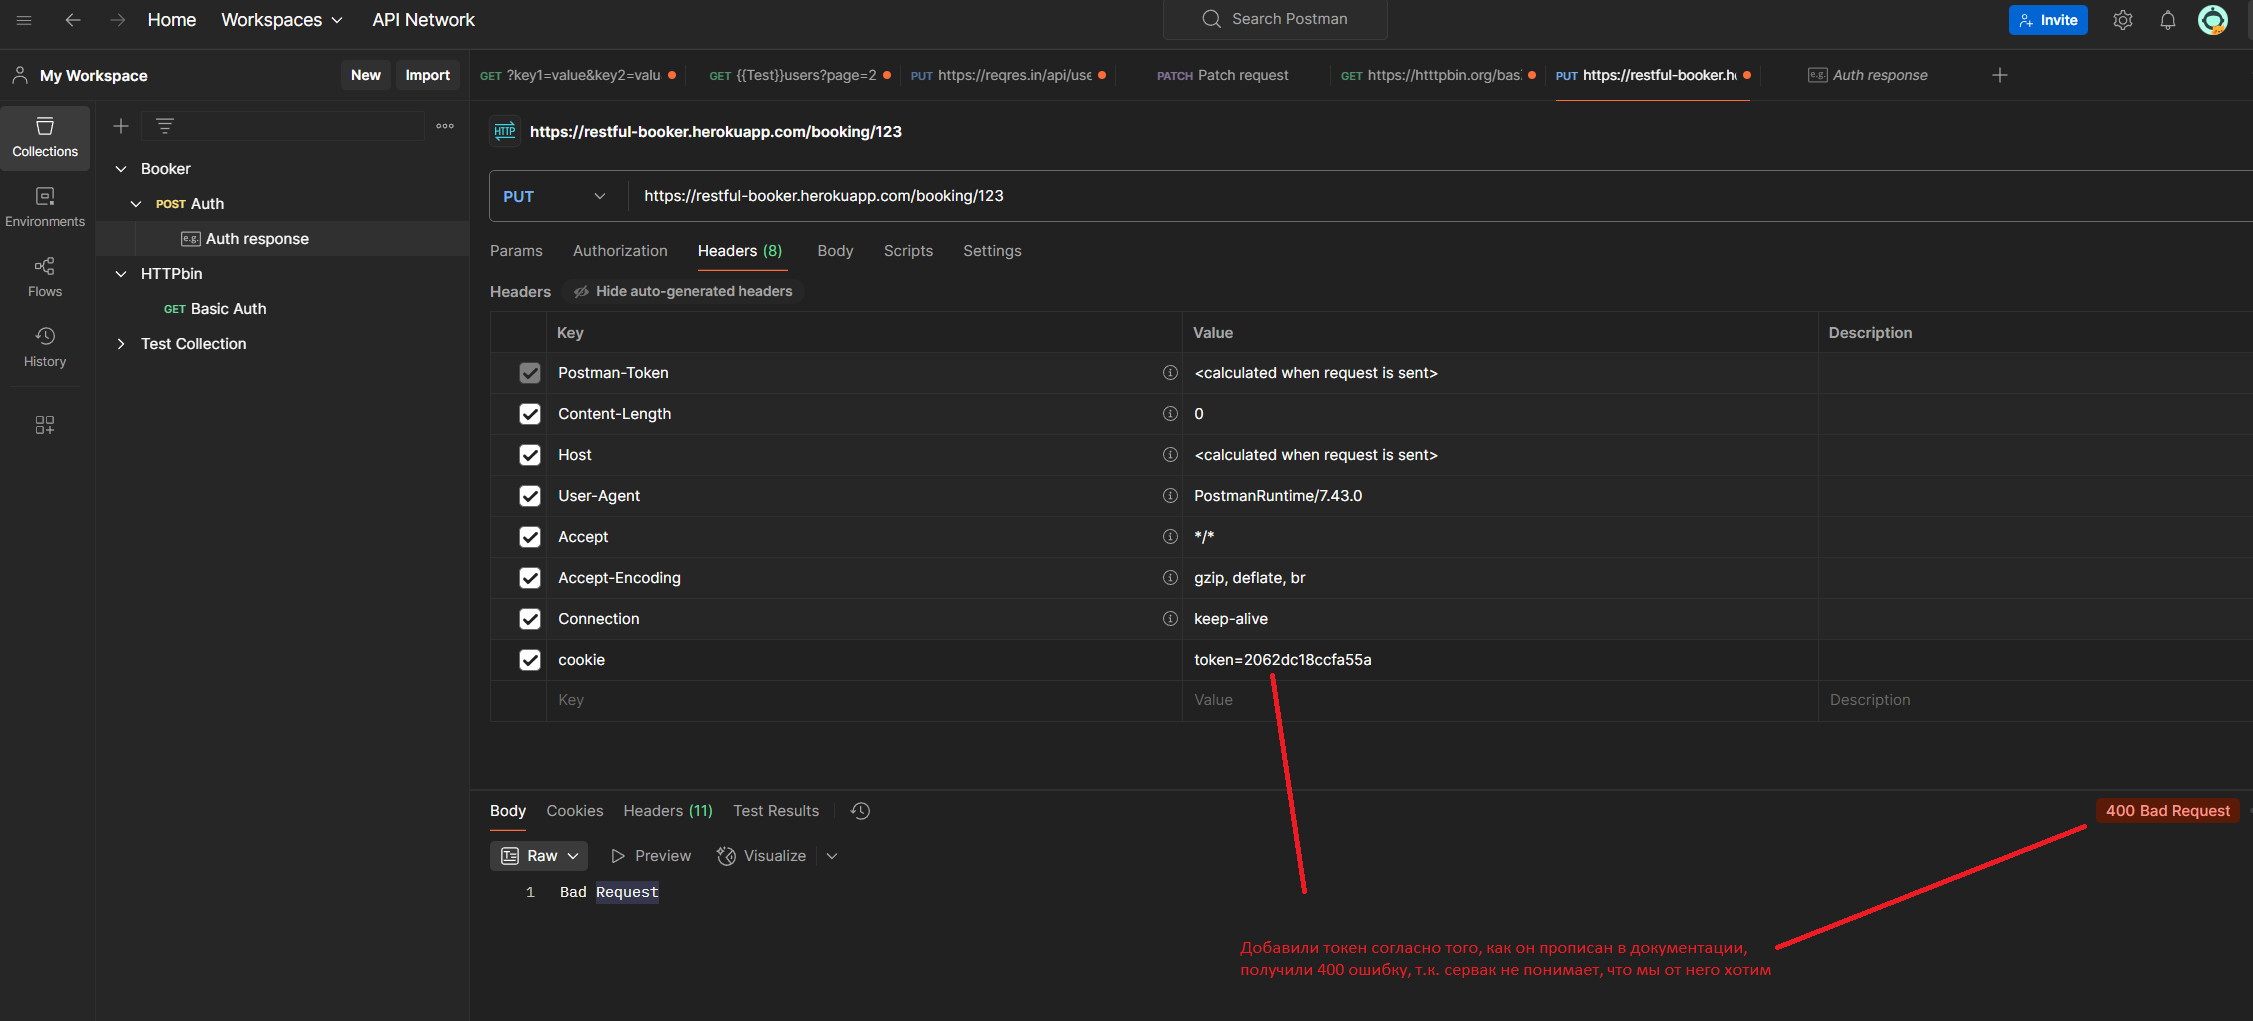 Home
Workspaces
API Network
Search Postman
Invite
My Workspace
New
Import
GET ?key1=value&key2=valu
GET {{Test}}users?page=2
PUT https://reqres.in/api/use
PATCH Patch request
GET https://htttpbin.org/bas
PUT https://restful-booker.h
e.g. Auth response
Collections
Environments
Flows
History
Booker
POST Auth
e.g. Auth response
HTTPbin
GET Basic Auth
Test Collection
HTTP https://restful-booker.herokuapp.com/booking/123
PUT https://restful-booker.herokuapp.com/booking/123
Params Authorization Headers (8) Body Scripts Settings
Headers Hide auto-generated headers
Key Value Description
Postman-Token <calculated when request is sent>
Content-Length 0
Host <calculated when request is sent>
User-Agent PostmanRuntime/7.43.0
Accept */*
Accept-Encoding gzip, deflate, br
Connection keep-alive
cookie token=2062dc18ccfa55a
Key Value Description
Body Cookies Headers (11) Test Results
400 Bad Request
Raw Preview Visualize
1 Bad Request
Добавили токен согласно того, как он прописан в документации,
получили 400 ошибку, т.к. сервак не понимает, что мы от него хотим